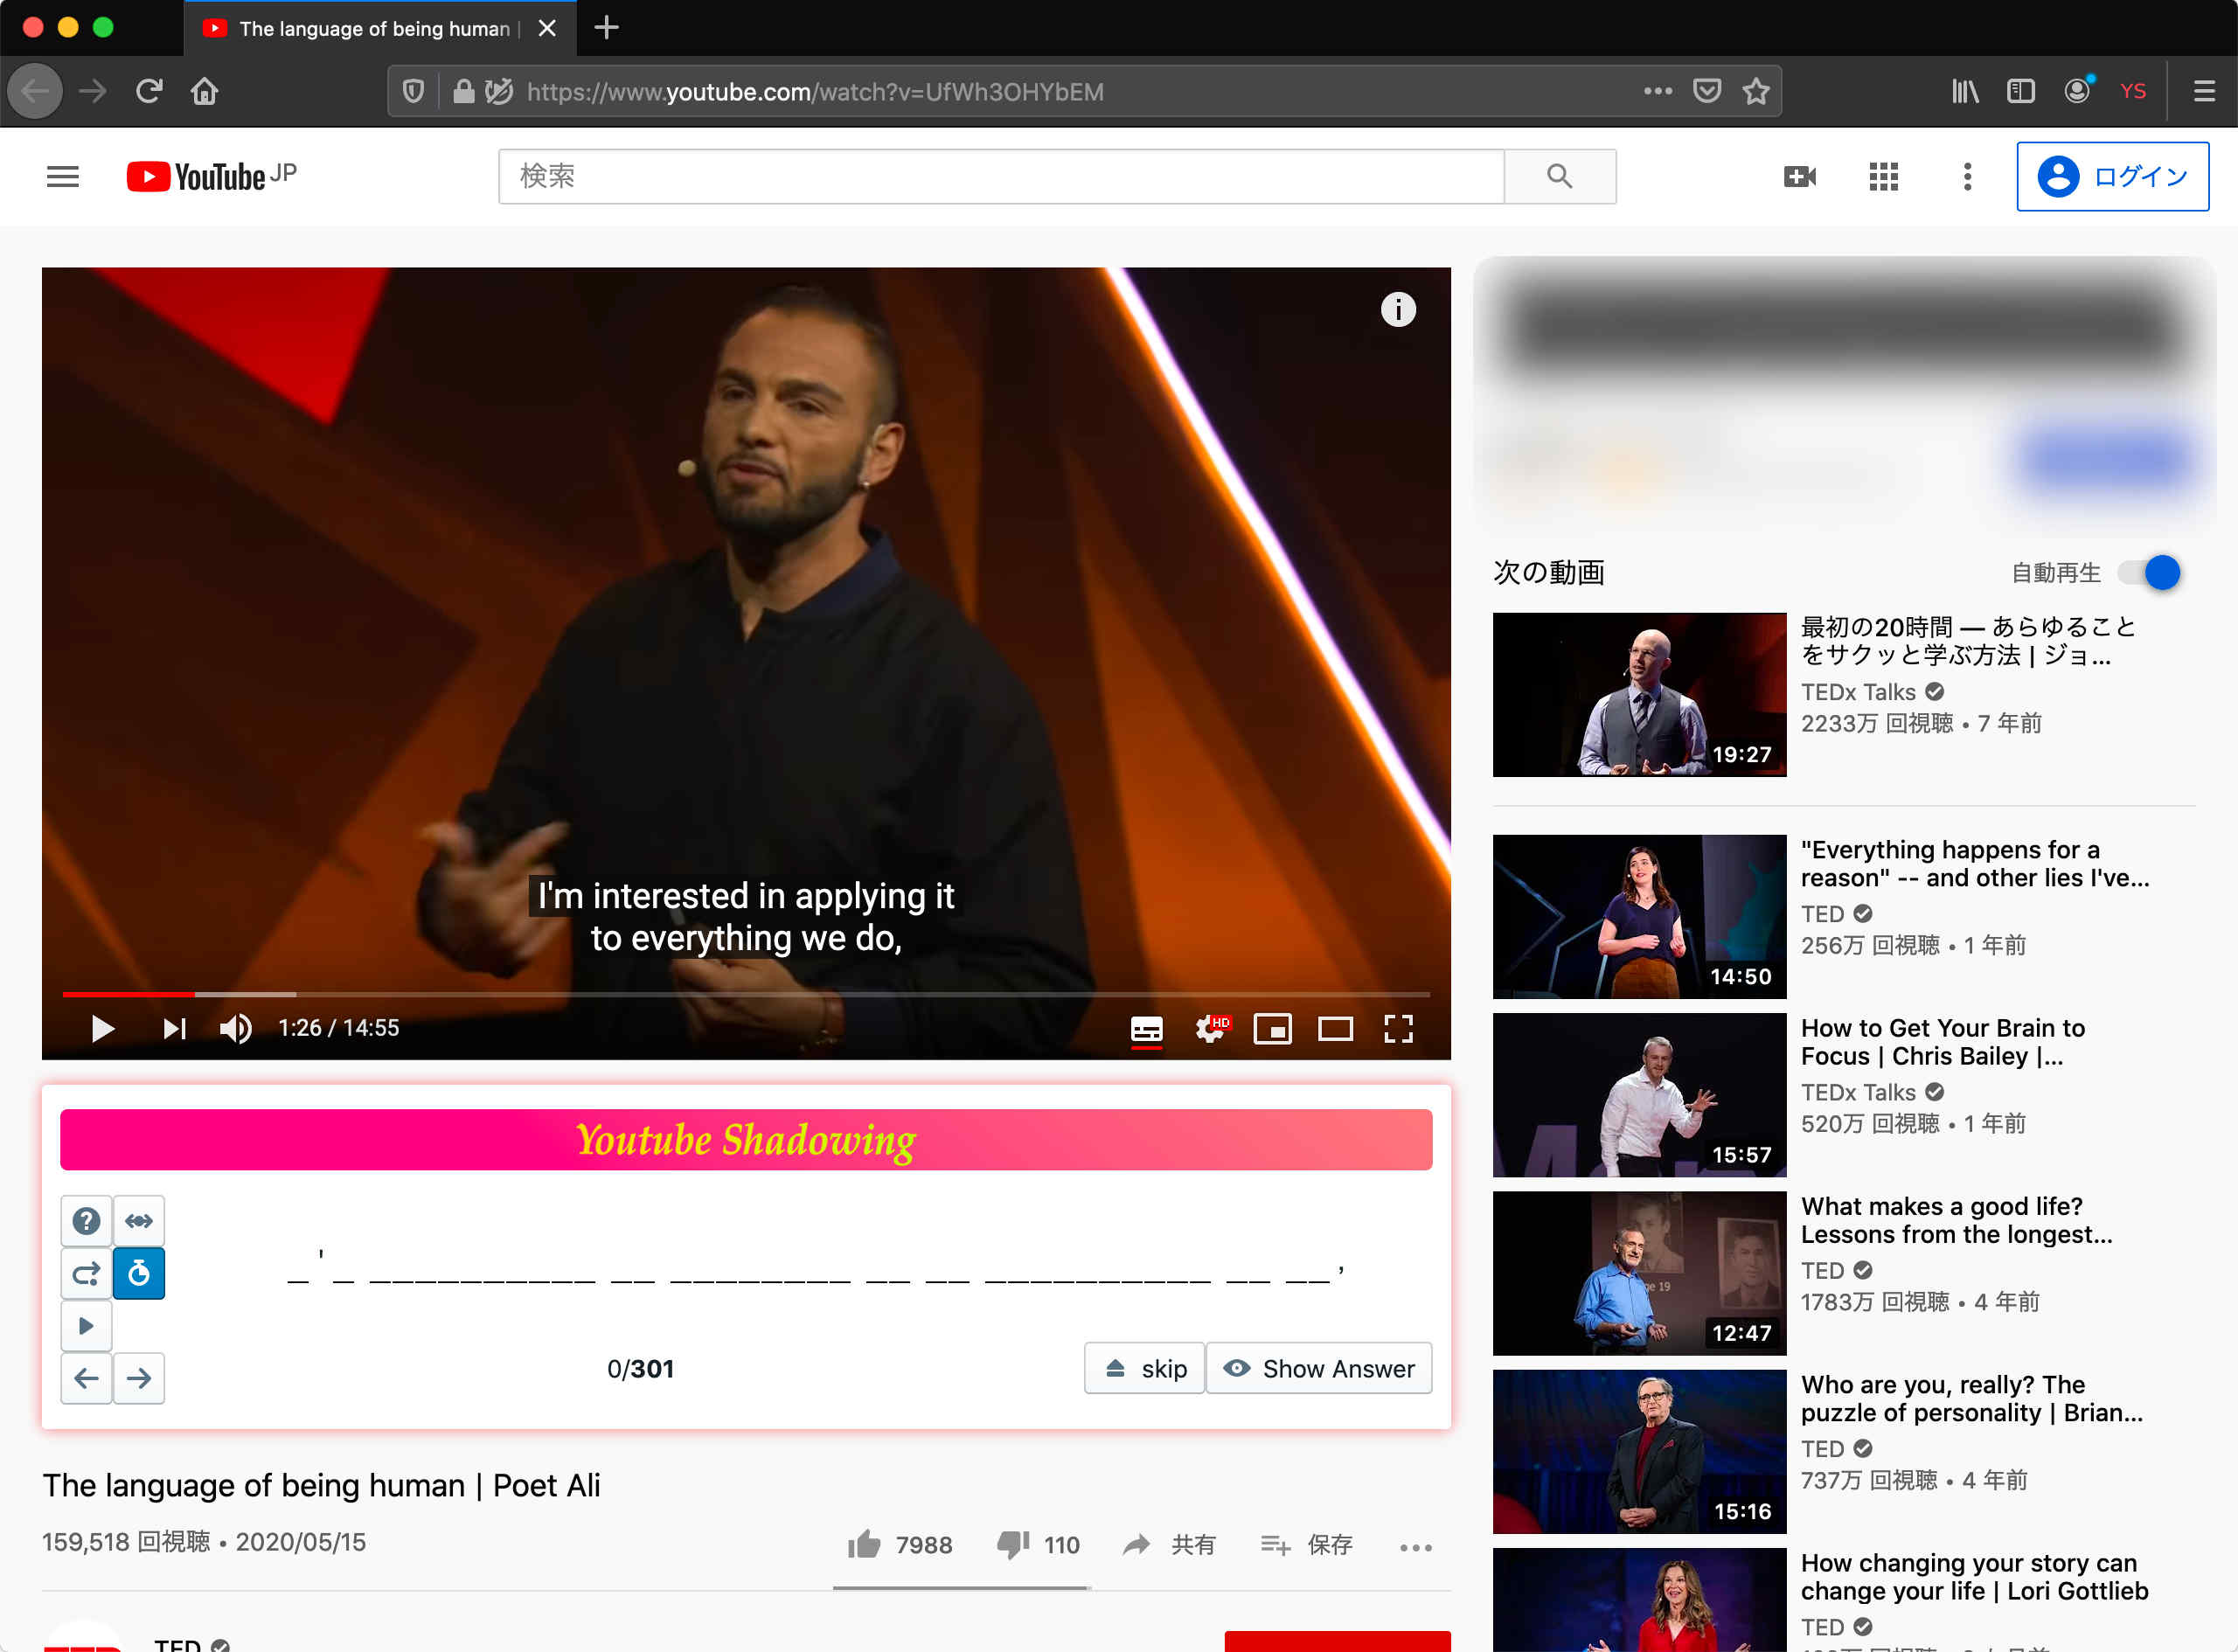 The language of being human |
https://www.youtube.com/watch?v=UfWh3OHYbEM
YS
YouTube JP
検索
ログイン
I'm interested in applying it
to everything we do,
1:26 / 14:55
HD
Youtube Shadowing
_'_ __________ __ ________ __ __ __________ __ __,
0/301
skip
Show Answer
The language of being human | Poet Ali
159,518 回視聴 • 2020/05/15
7988
110
共有
保存
TED
次の動画
自動再生
最初の20時間 — あらゆること
をサクッと学ぶ方法 | ジョ...
TEDx Talks
2233万 回視聴 • 7 年前
19:27
"Everything happens for a
reason" -- and other lies I've...
TED
256万 回視聴 • 1 年前
14:50
How to Get Your Brain to
Focus | Chris Bailey |...
TEDx Talks
520万 回視聴 • 1 年前
15:57
What makes a good life?
Lessons from the longest...
TED
1783万 回視聴 • 4 年前
12:47
Who are you, really? The
puzzle of personality | Brian...
TED
737万 回視聴 • 4 年前
15:16
How changing your story can
change your life | Lori Gottlieb
TED